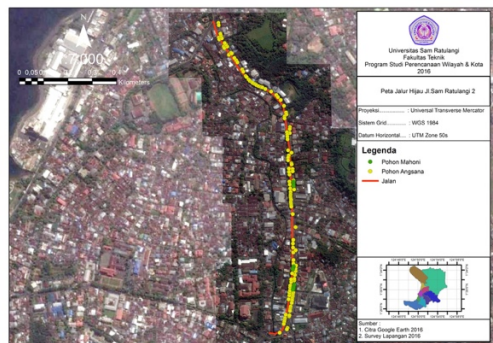 Universitas Sam Ratulangi
Fakultas Teknik
Program Studi Perencanaan Wilayah & Kota
2016
Peta Jalur Hijau Jl.Sam Ratulangi 2
Proyeksi................ : Universal Transverse Mercator
Sistem Grid........... : WGS 1984
Datum Horizontal.... : UTM Zone 50s
Legenda
Pohon Mahoni
Pohon Angsana
Jalan
Sumber :
1. Citra Google Earth 2016
2. Survey Lapangan 2016
Kilometers